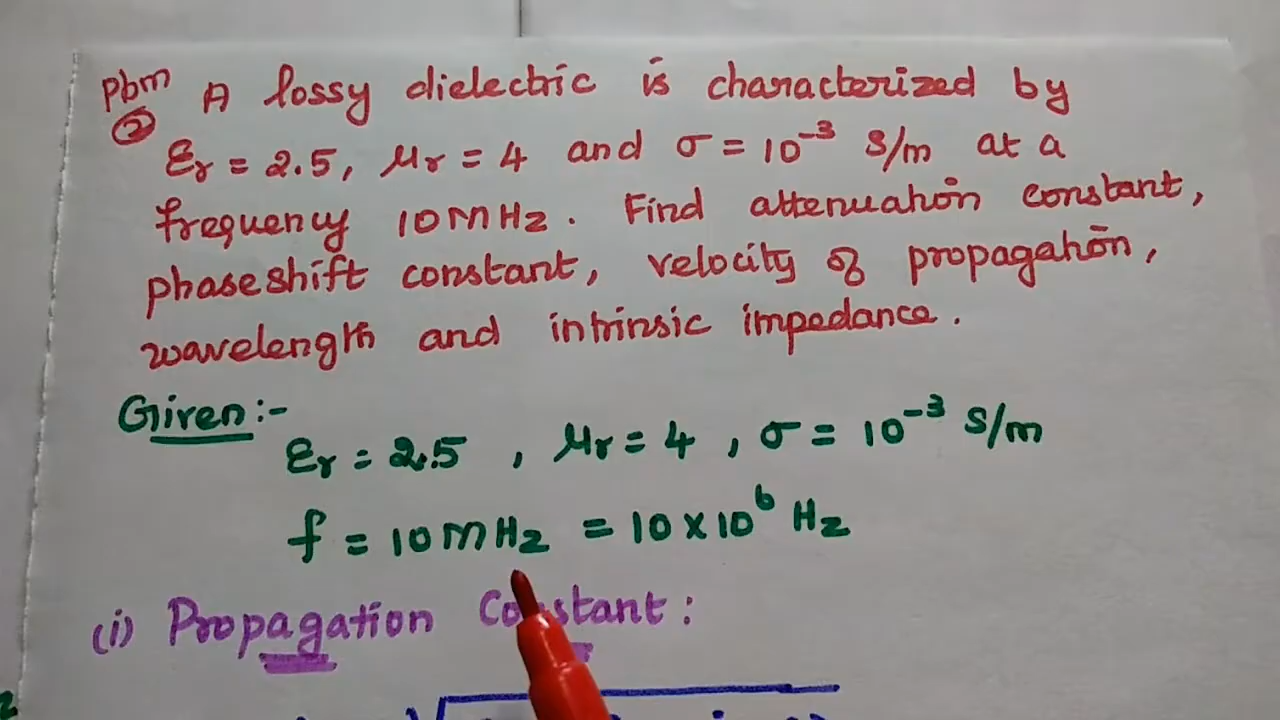 Pbm A lossy dielectric is characterized by
② εr = 2.5, μr = 4 and σ = 10⁻³ S/m at a
frequency 10MHz. Find attenuation constant,
phaseshift constant, velocity of propagation,
wavelength and intrinsic impedance.
Given:-
εr = 2.5 , μr = 4 , σ = 10⁻³ S/m
f = 10MHz = 10×10⁶ Hz
(i) Propagation Constant: